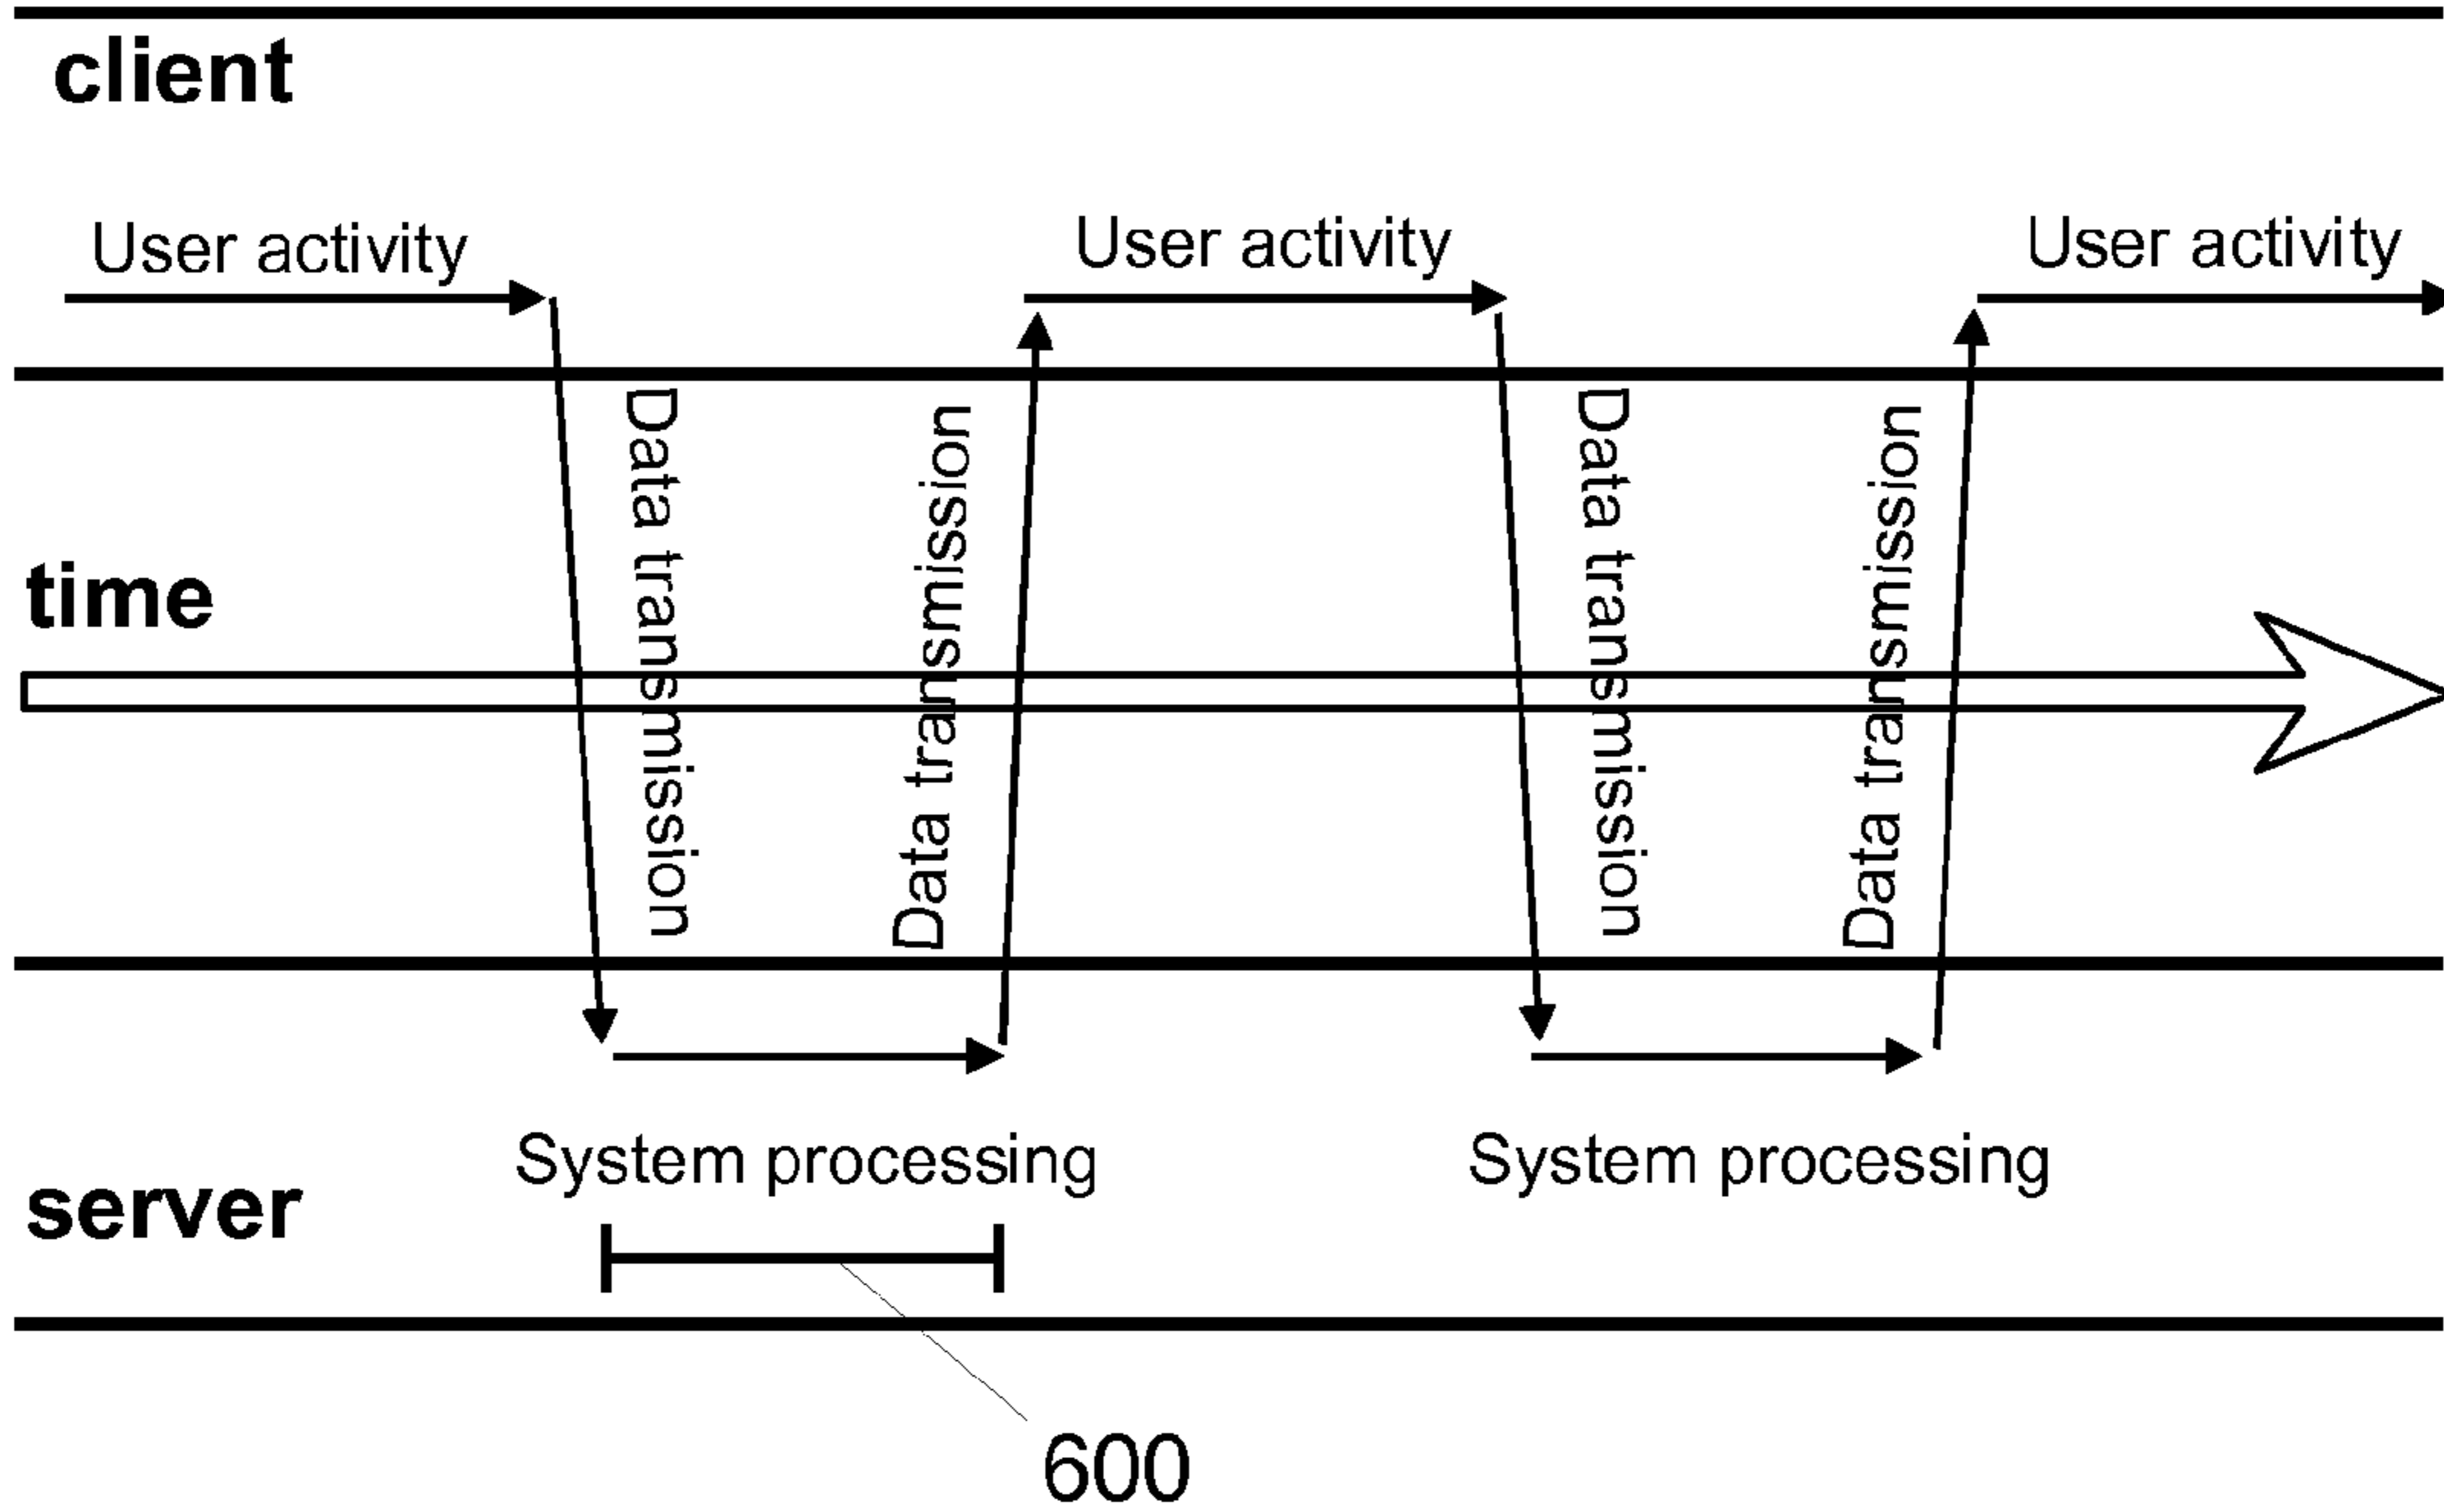 client
User activity
User activity
User activity
Data transmission
Data transmission
Data transmission
Data transmission
time
System processing
System processing
server
600